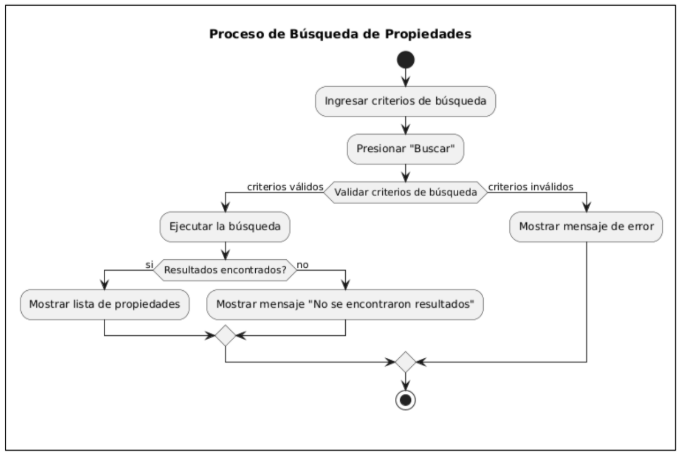 Proceso de Búsqueda de Propiedades
Ingresar criterios de búsqueda
Presionar "Buscar"
criterios válidos
Validar criterios de búsqueda
criterios inválidos
Ejecutar la búsqueda
Mostrar mensaje de error
si
Resultados encontrados?
no
Mostrar lista de propiedades
Mostrar mensaje "No se encontraron resultados"